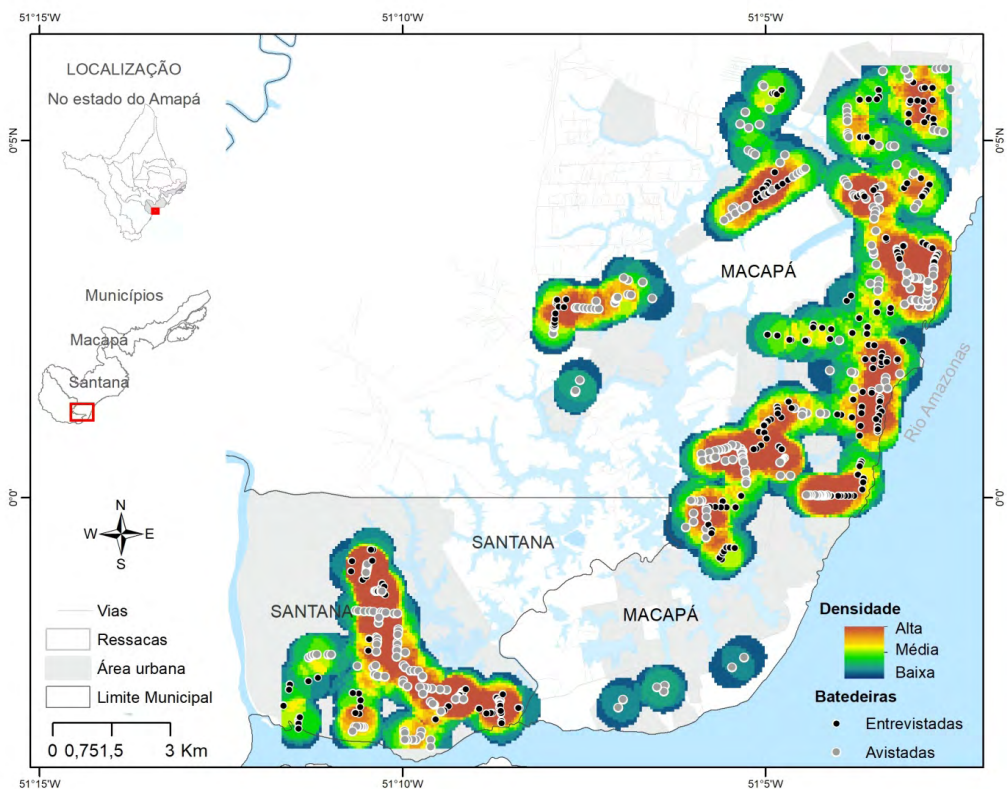 51°15'W 51°10'W 51°5'W
LOCALIZAÇÃO
No estado do Amapá
0°5'N 0°5'N
MACAPÁ
Municípios
Macapá
Santana
Rio Amazonas
0°0' 0°0'
N
W E
S
SANTANA
SANTANA
MACAPÁ
Vias
Ressacas
Área urbana
Limite Municipal
0 0,751,5 3 Km
Densidade
Alta
Média
Baixa
Batedeiras
Entrevistadas
Avistadas
51°15'W 51°10'W 51°5'W